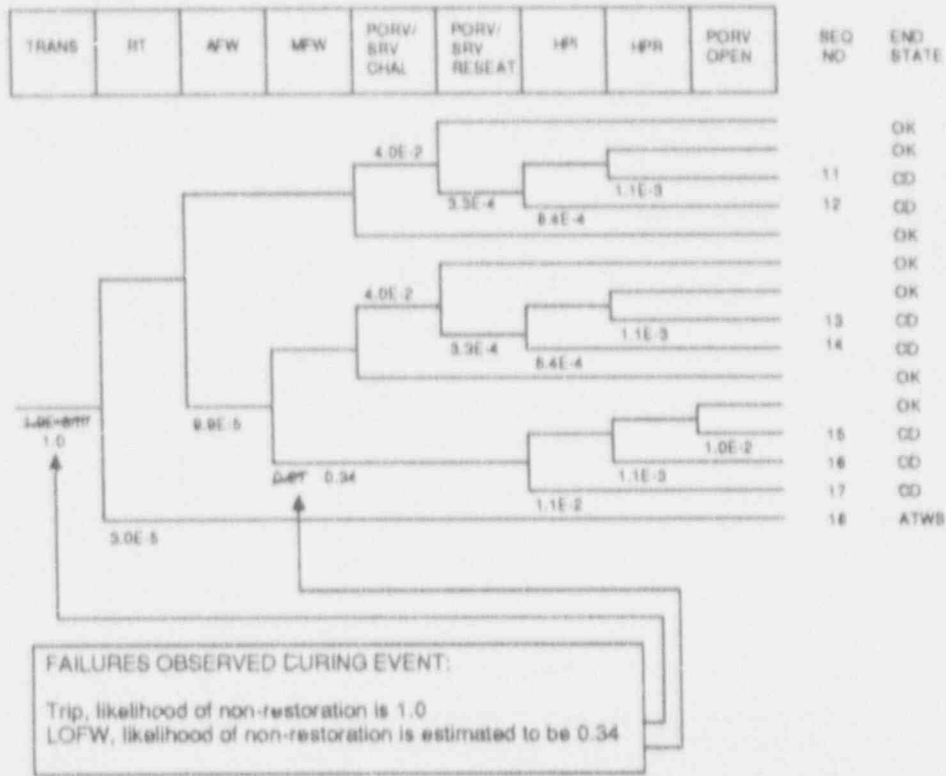 TRANS RT AFW MFW PORV/ SRV CHAL PORV/ SRV RESEAT HPI HPR PORV OPEN SEQ NO END STATE
OK
4.0E-2 OK
11 CD
3.3E-4 1.1E-3
12 CD
8.4E-4
OK
OK
4.0E-2 OK
13 CD
3.3E-4 1.1E-3
14 CD
8.4E-4
OK
OK
1.0 9.9E-5 15 CD
1.0E-2
16 CD
0.34 1.1E-3
17 CD
1.1E-2
18 ATWS
3.0E-5
FAILURES OBSERVED DURING EVENT:
Trip, likelihood of non-restoration is 1.0
LOFW, likelihood of non-restoration is estimated to be 0.34